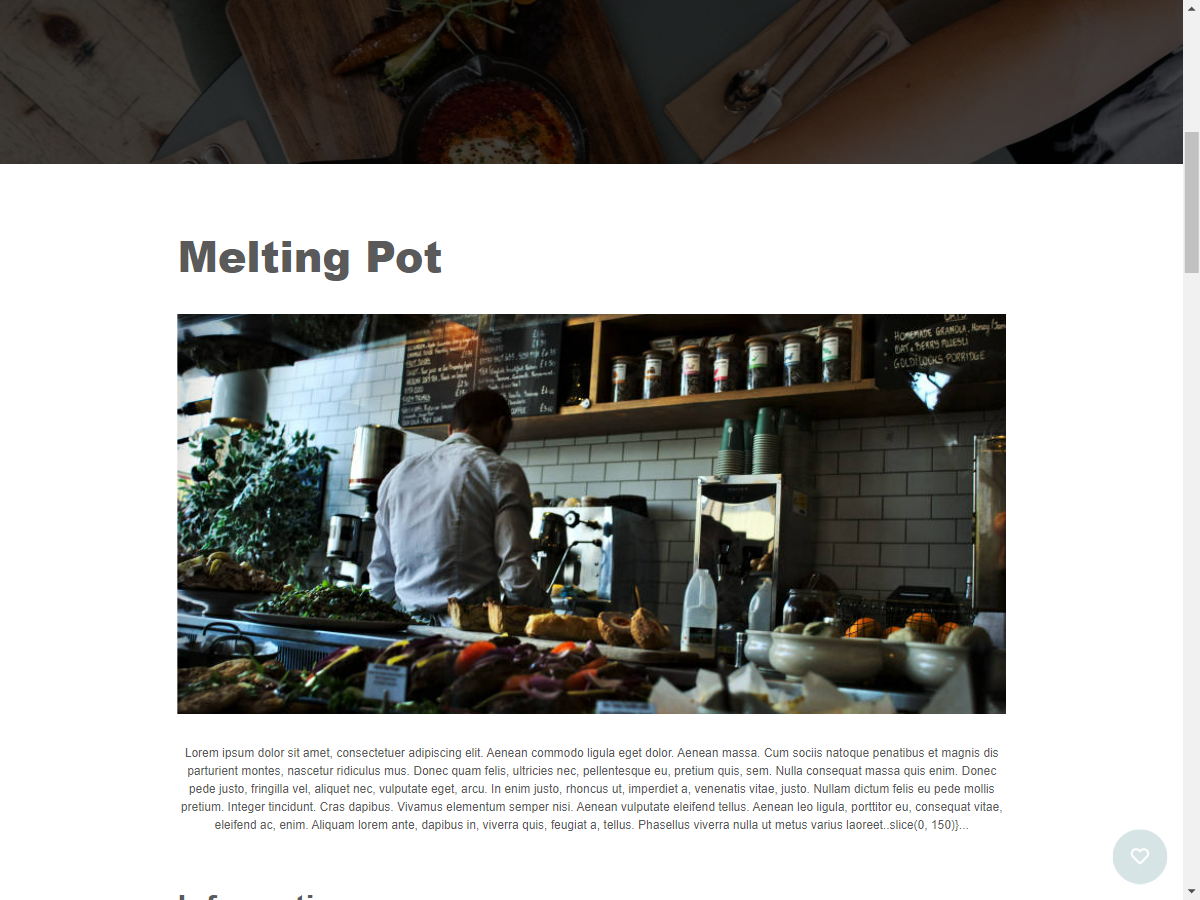 Melting Pot
HOMEMADE GRANOLA, Honey
OAT & BERRY MUESLI
GOLDILOCKS PORRIDGE
Lorem ipsum dolor sit amet, consectetuer adipiscing elit. Aenean commodo ligula eget dolor. Aenean massa. Cum sociis natoque penatibus et magnis dis
parturient montes, nascetur ridiculus mus. Donec quam felis, ultricies nec, pellentesque eu, pretium quis, sem. Nulla consequat massa quis enim. Donec
pede justo, fringilla vel, aliquet nec, vulputate eget, arcu. In enim justo, rhoncus ut, imperdiet a, venenatis vitae, justo. Nullam dictum felis eu pede mollis
pretium. Integer tincidunt. Cras dapibus. Vivamus elementum semper nisi. Aenean vulputate eleifend tellus. Aenean leo ligula, porttitor eu, consequat vitae,
eleifend ac, enim. Aliquam lorem ante, dapibus in, viverra quis, feugiat a, tellus. Phasellus viverra nulla ut metus varius laoreet..slice(0, 150)}...